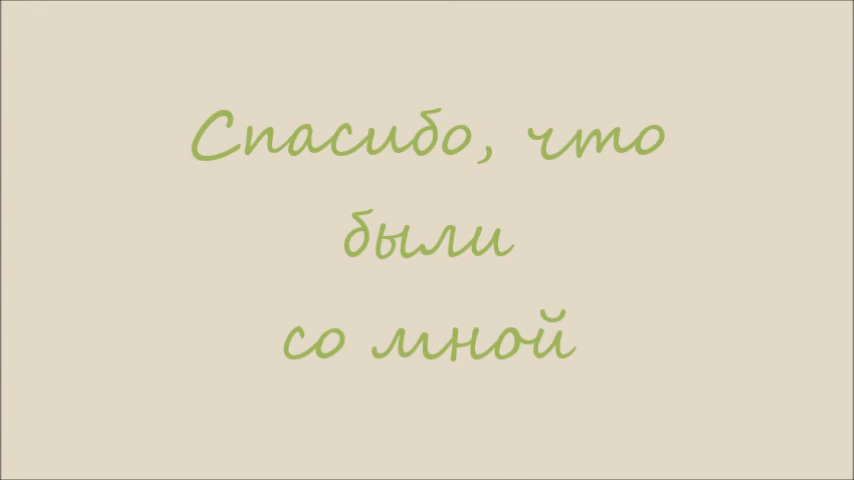 Спасибо, что
были
со мной